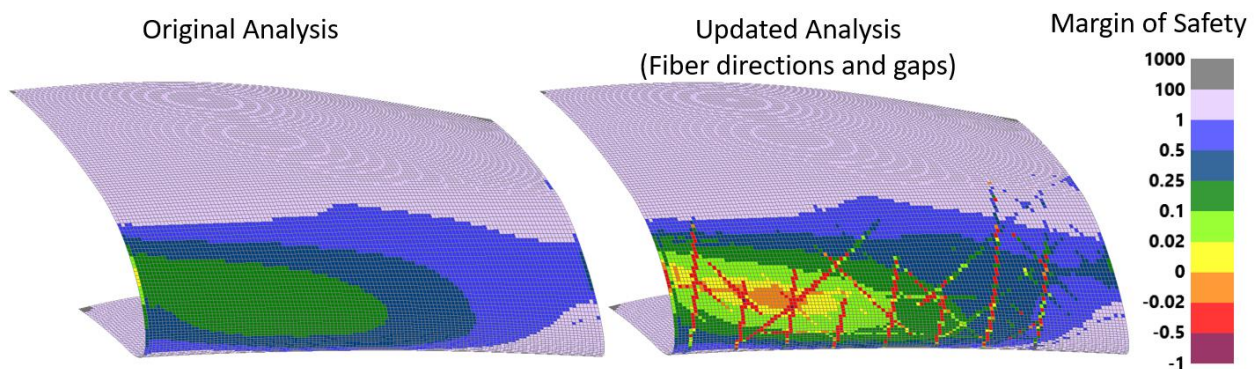 Original Analysis
Updated Analysis
(Fiber directions and gaps)
Margin of Safety
1000
100
1
0.5
0.25
0.1
0.02
0
-0.02
-0.5
-1